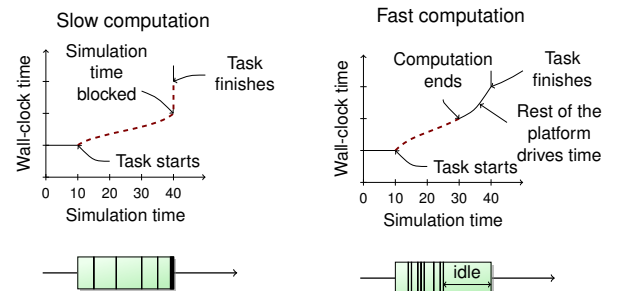 Slow computation
Simulation
time
blocked
Task
finishes
Task starts
Wall-clock time
0 10 20 30 40
Simulation time
Fast computation
Computation
ends
Task
finishes
Rest of the
platform
drives time
Task starts
Wall-clock time
0 10 20 30 40
Simulation time
idle